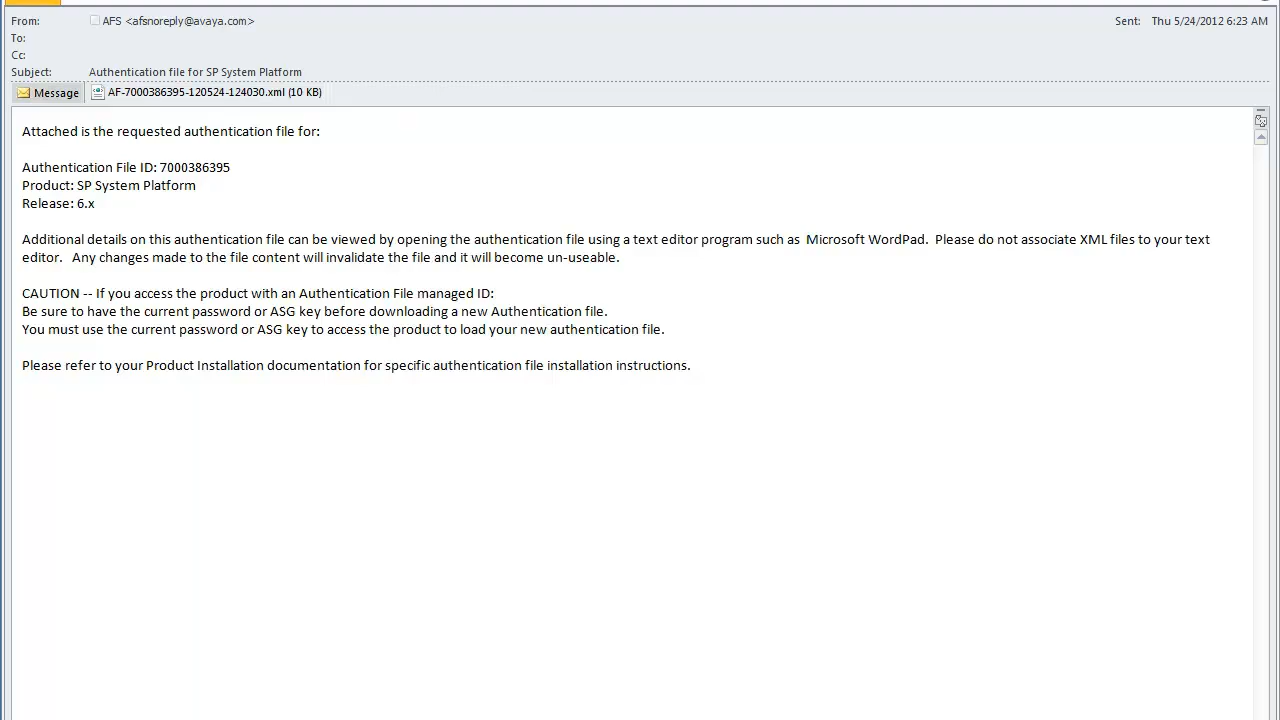 From: AFS <afsnoreply@avaya.com> Sent: Thu 5/24/2012 6:23 AM
To:
Cc:
Subject: Authentication file for SP System Platform
Message AF-7000386395-120524-124030.xml (10 KB)
Attached is the requested authentication file for:
Authentication File ID: 7000386395
Product: SP System Platform
Release: 6.x
Additional details on this authentication file can be viewed by opening the authentication file using a text editor program such as  Microsoft WordPad.  Please do not associate XML files to your text
editor.   Any changes made to the file content will invalidate the file and it will become un-useable.
CAUTION -- If you access the product with an Authentication File managed ID:
Be sure to have the current password or ASG key before downloading a new Authentication file.
You must use the current password or ASG key to access the product to load your new authentication file.
Please refer to your Product Installation documentation for specific authentication file installation instructions.